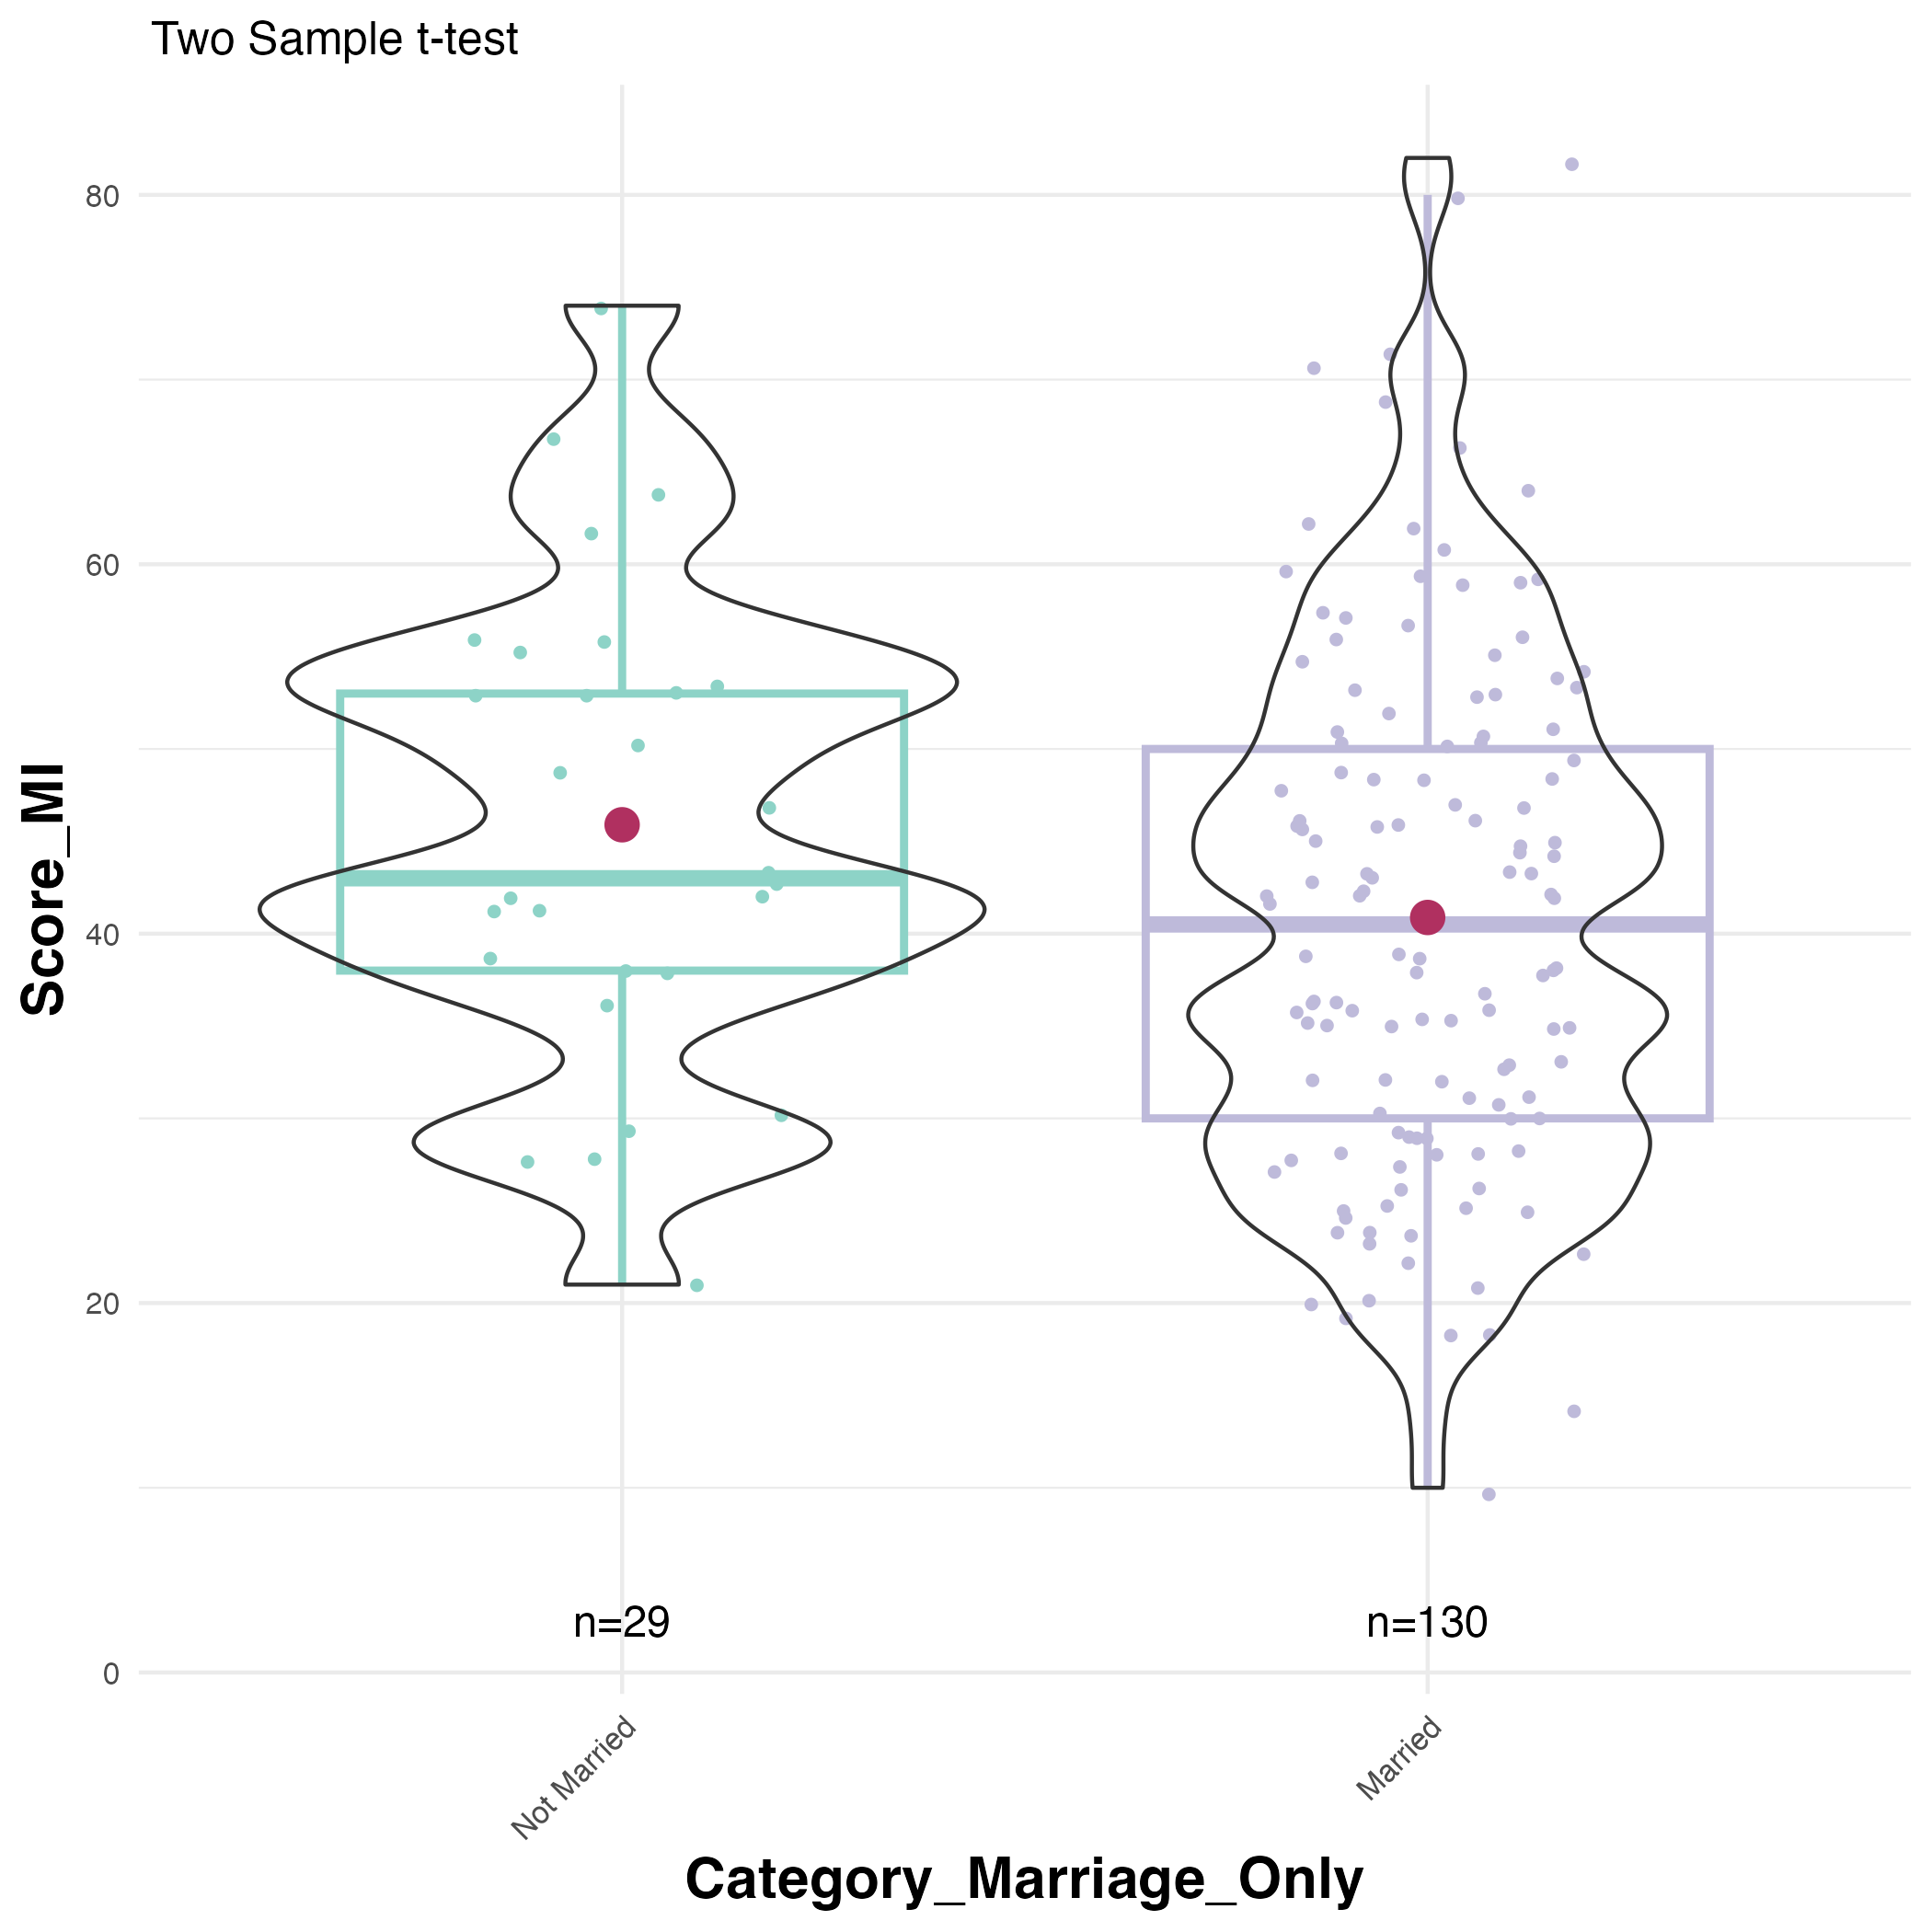 Two Sample t-test
80
60
40
20
0
Score_MI
n=29
n=130
Not Married
Married
Category_Marriage_Only